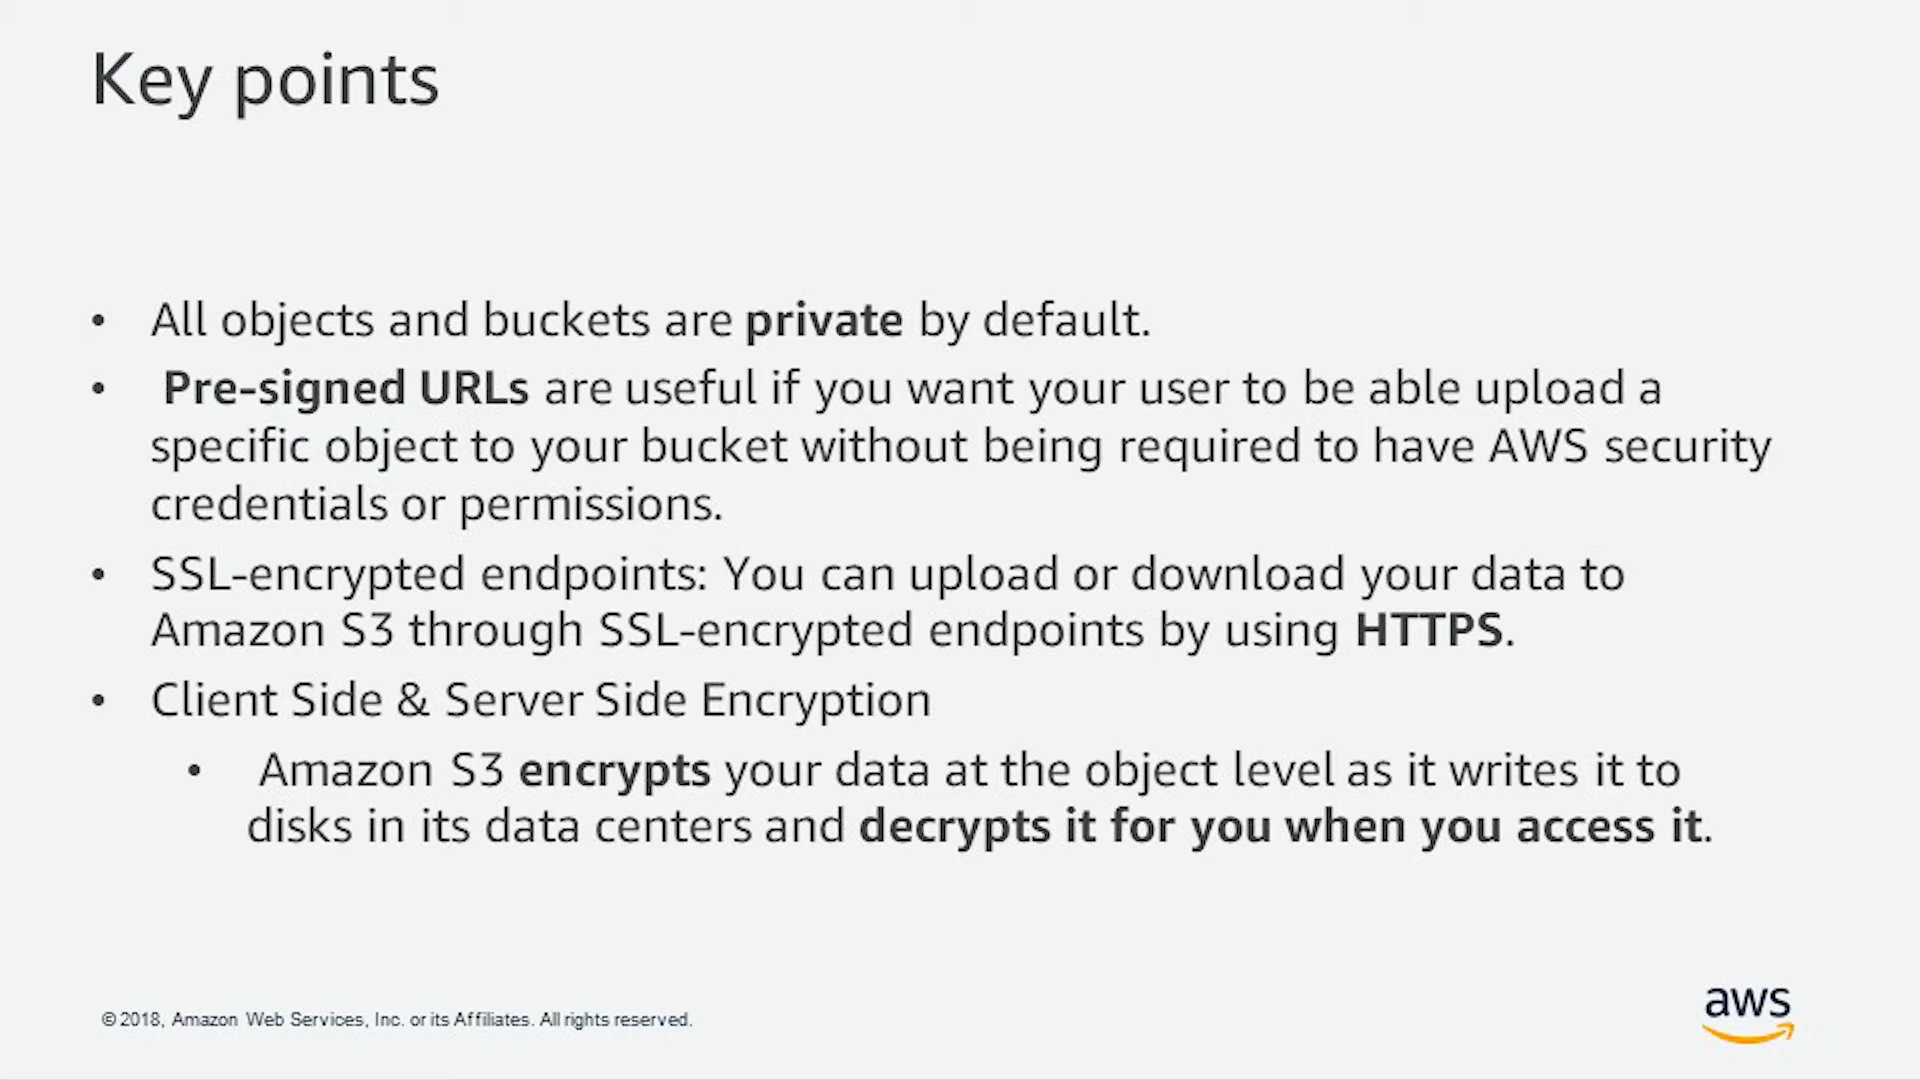 Key points
• All objects and buckets are private by default.
• Pre-signed URLs are useful if you want your user to be able upload a
specific object to your bucket without being required to have AWS security
credentials or permissions.
• SSL-encrypted endpoints: You can upload or download your data to
Amazon S3 through SSL-encrypted endpoints by using HTTPS.
• Client Side & Server Side Encryption
• Amazon S3 encrypts your data at the object level as it writes it to
disks in its data centers and decrypts it for you when you access it.
© 2018, Amazon Web Services, Inc. or its Affiliates. All rights reserved.
aws